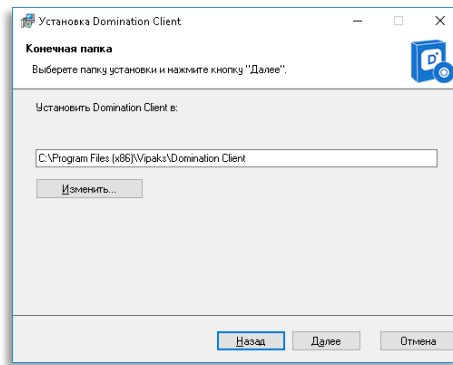 Установка Domination Client
Конечная папка
Выберете папку установки и нажмите кнопку "Далее".
D
Установить Domination Client в:
C:\Program Files (x86)\Vipaks\Domination Client
Изменить...
Назад
Далее
Отмена